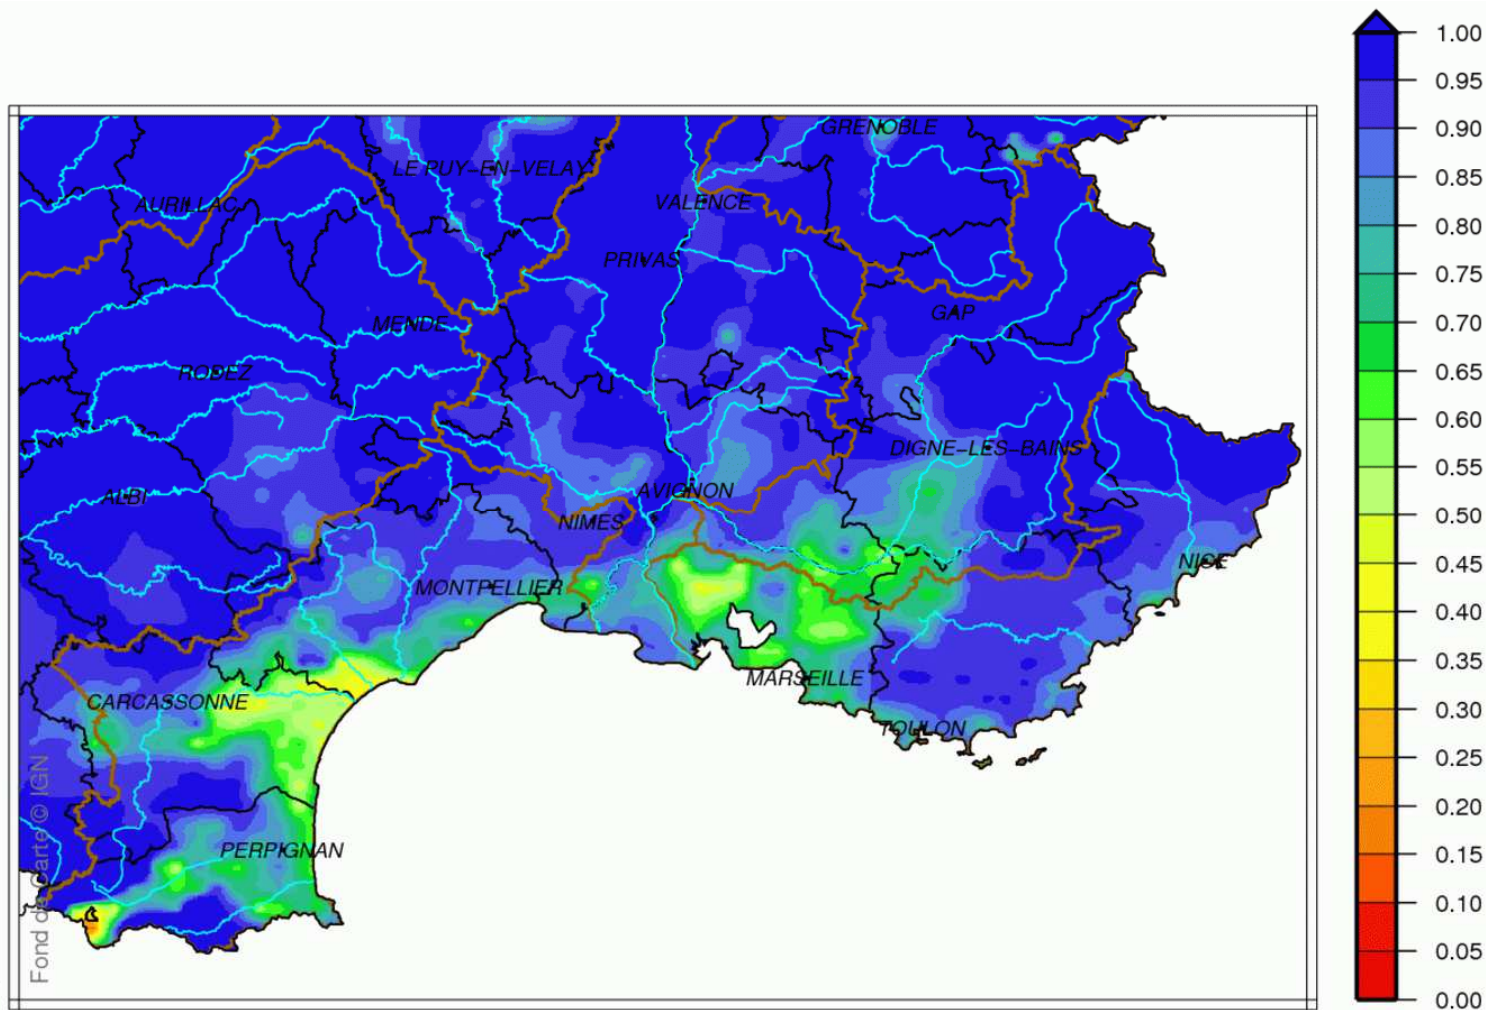 GRENOBLE
LE PUY-EN-VELAY
AURILLAC
VALENCE
PRIVAS
GAP
MENDE
RODEZ
DIGNE-LES-BAINS
ALBI
AVIGNON
NIMES
NICE
MONTPELLIER
MARSEILLE
CARCASSONNE
TOULON
PERPIGNAN
Fond de Carte © IGN
1.00
0.95
0.90
0.85
0.80
0.75
0.70
0.65
0.60
0.55
0.50
0.45
0.40
0.35
0.30
0.25
0.20
0.15
0.10
0.05
0.00